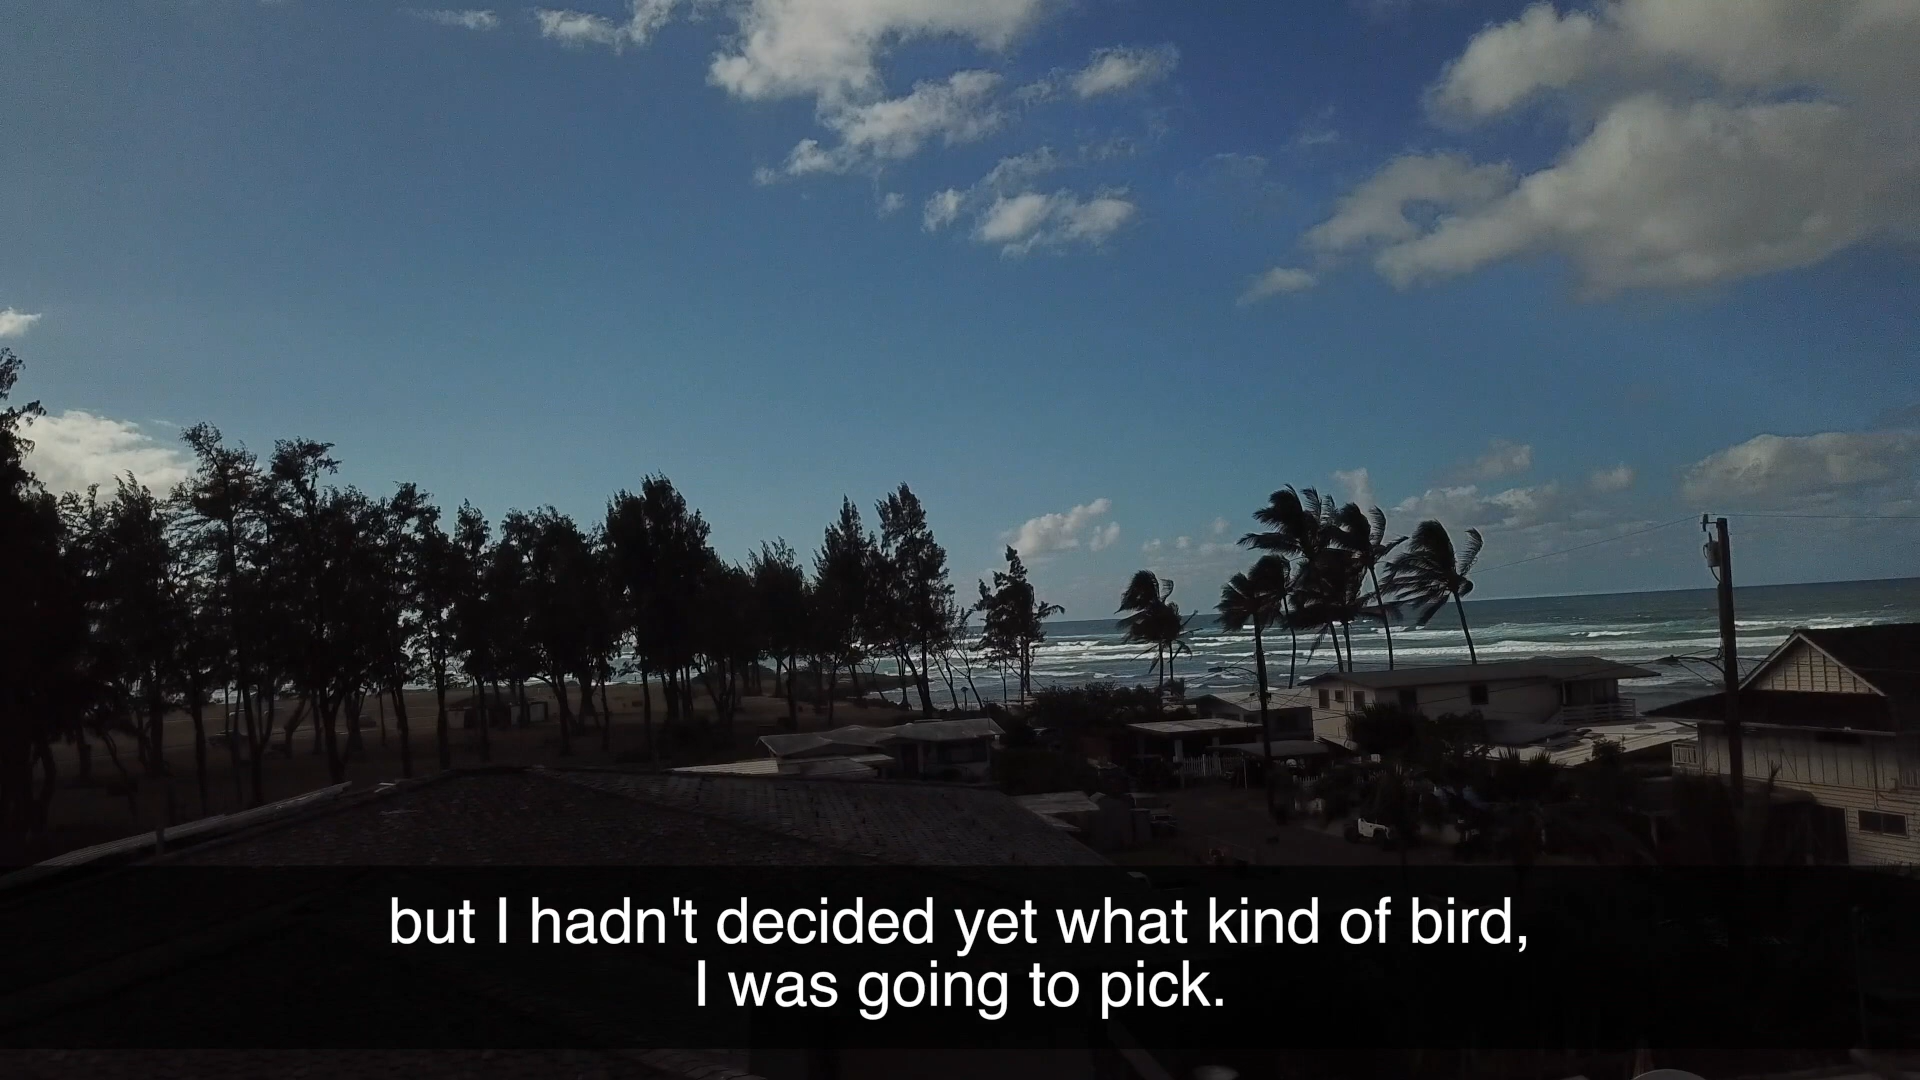 but I hadn't decided yet what kind of bird,
I was going to pick.